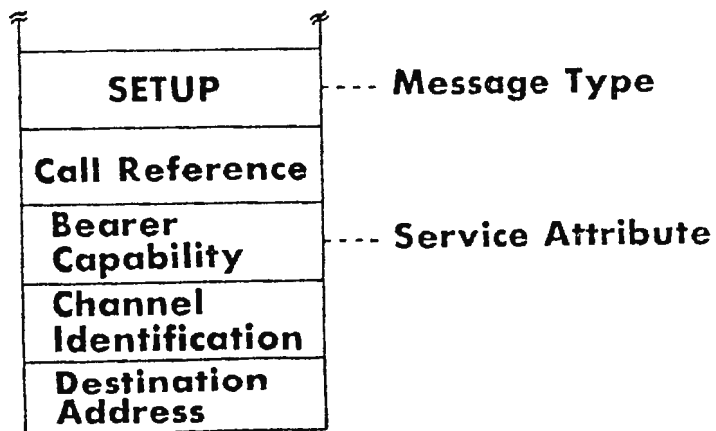 SETUP
Message Type
Call Reference
Bearer
Capability
Service Attribute
Channel
Identification
Destination
Address